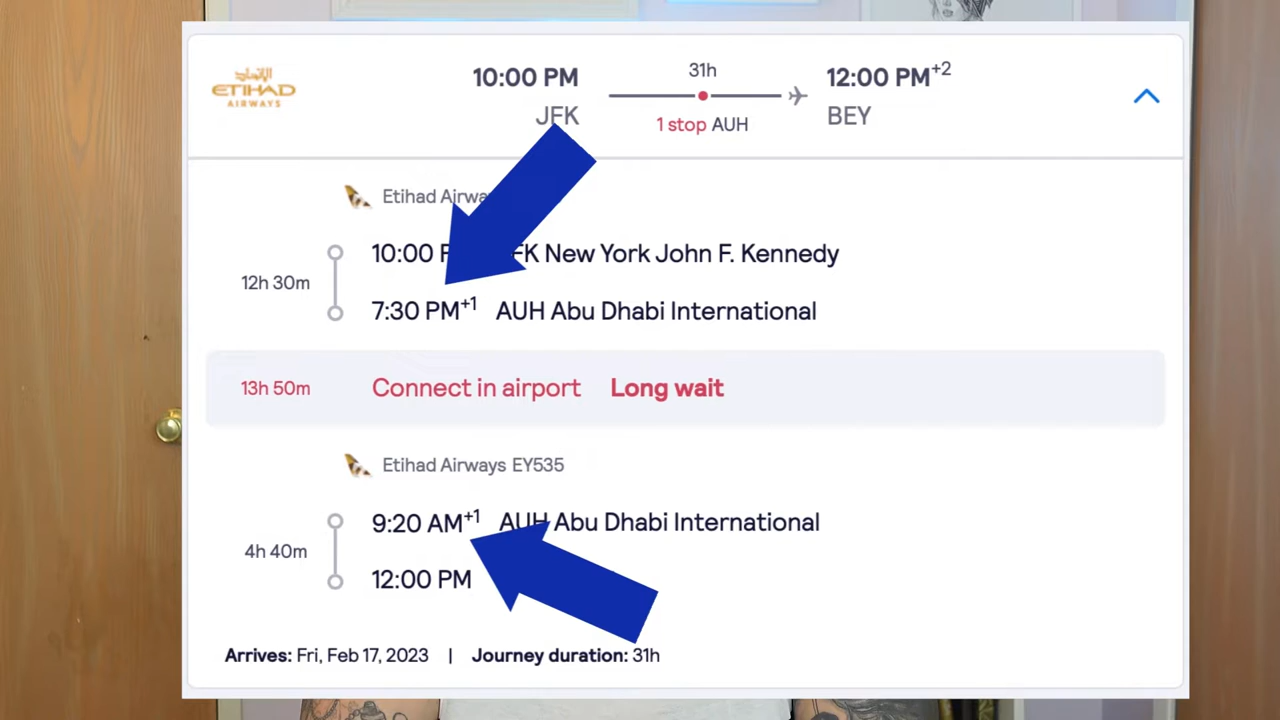 الإتحاد
ETIHAD
AIRWAYS
10:00 PM
JFK
31h
1 stop AUH
12:00 PM+2
BEY
Etihad
10:00
New York John F. Kennedy
12h 30m
7:30 PM+1 AUH Abu Dhabi International
13h 50m Connect in airport Long wait
Etihad Airways EY535
9:20 AM+1 AUH Abu Dhabi International
4h 40m
12:00 PM
Arrives: Fri, Feb 17, 2023 | Journey duration: 31h